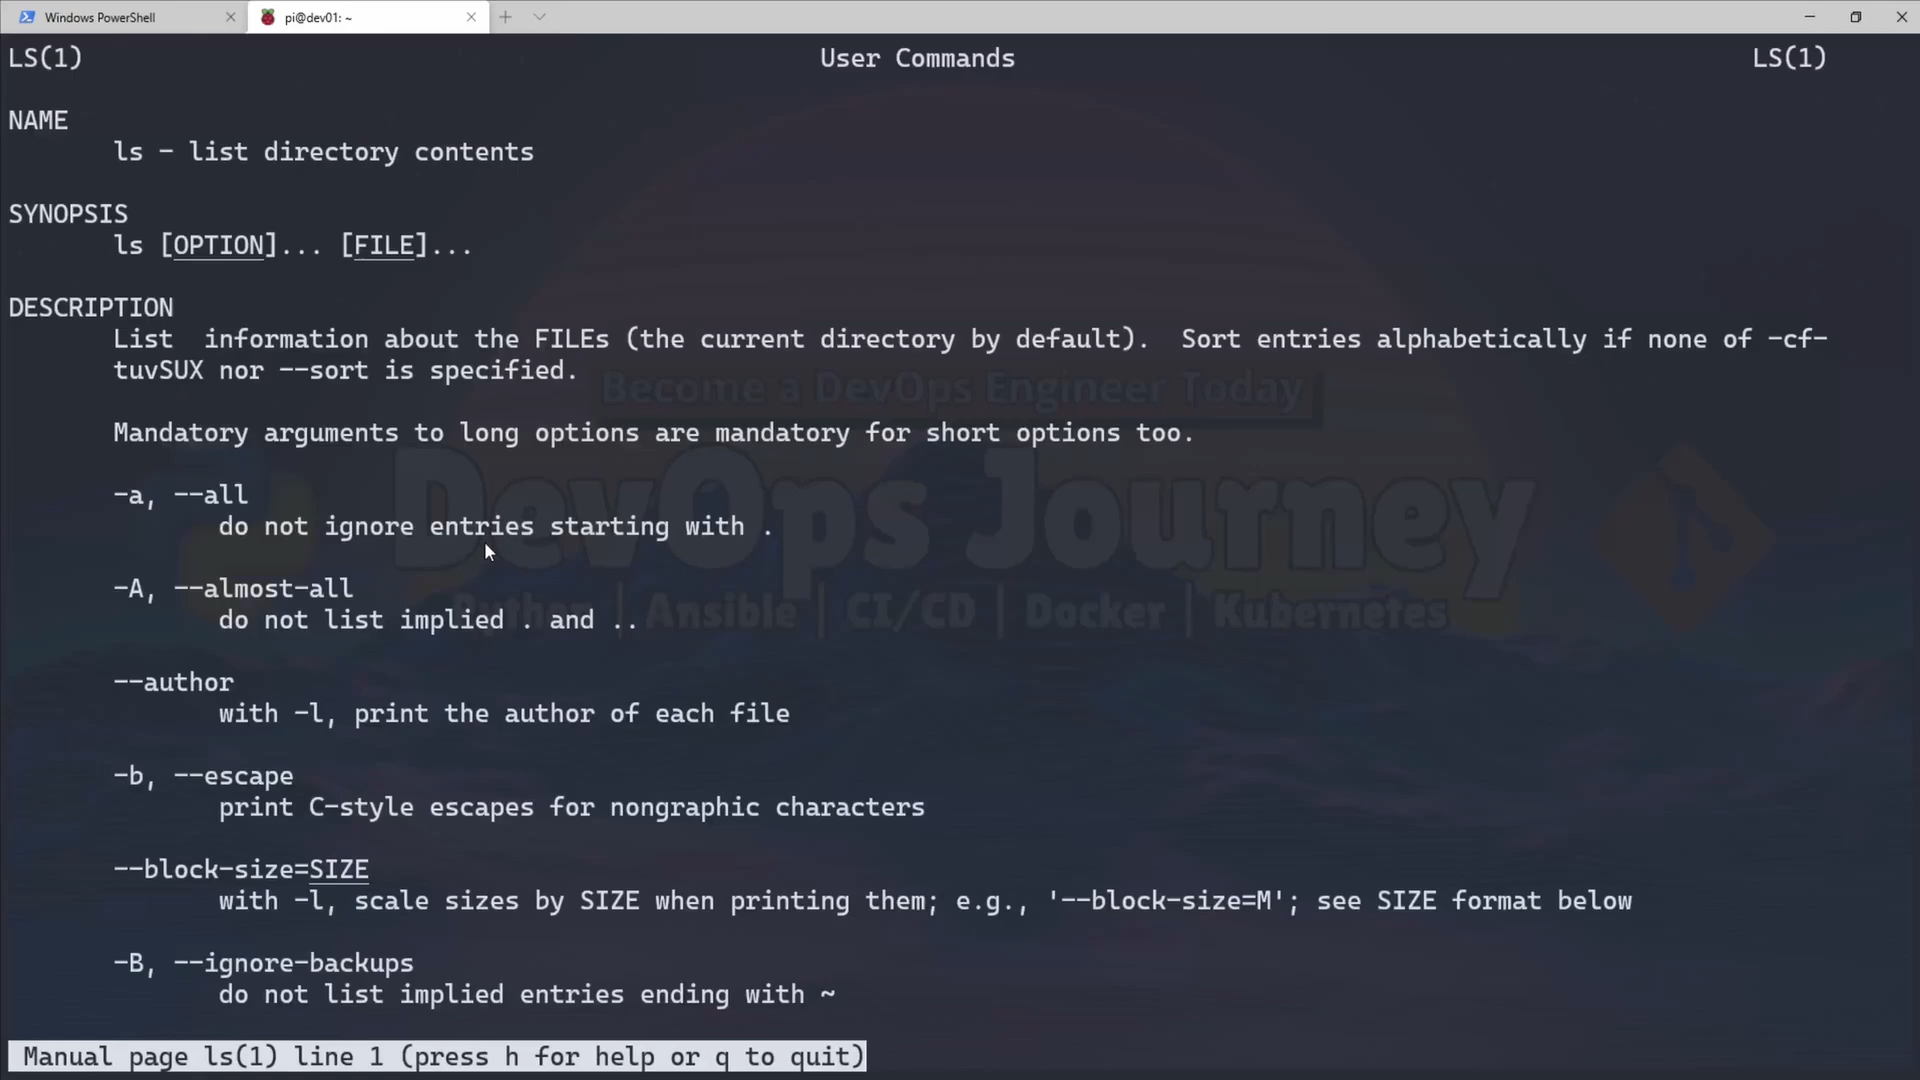 Windows PowerShell
pi@dev01: ~
LS(1) User Commands LS(1)
NAME
ls - list directory contents
SYNOPSIS
ls [OPTION]... [FILE]...
DESCRIPTION
List  information about the FILEs (the current directory by default).  Sort entries alphabetically if none of -cf-
tuvSUX nor --sort is specified.
Become a DevOps Engineer Today
Mandatory arguments to long options are mandatory for short options too.
DevOps Journey
-a, --all
do not ignore entries starting with .
-A, --almost-all
do not list implied . and ..
Python | Ansible | CI/CD | Docker | Kubernetes
--author
with -l, print the author of each file
-b, --escape
print C-style escapes for nongraphic characters
--block-size=SIZE
with -l, scale sizes by SIZE when printing them; e.g., '--block-size=M'; see SIZE format below
-B, --ignore-backups
do not list implied entries ending with ~
Manual page ls(1) line 1 (press h for help or q to quit)